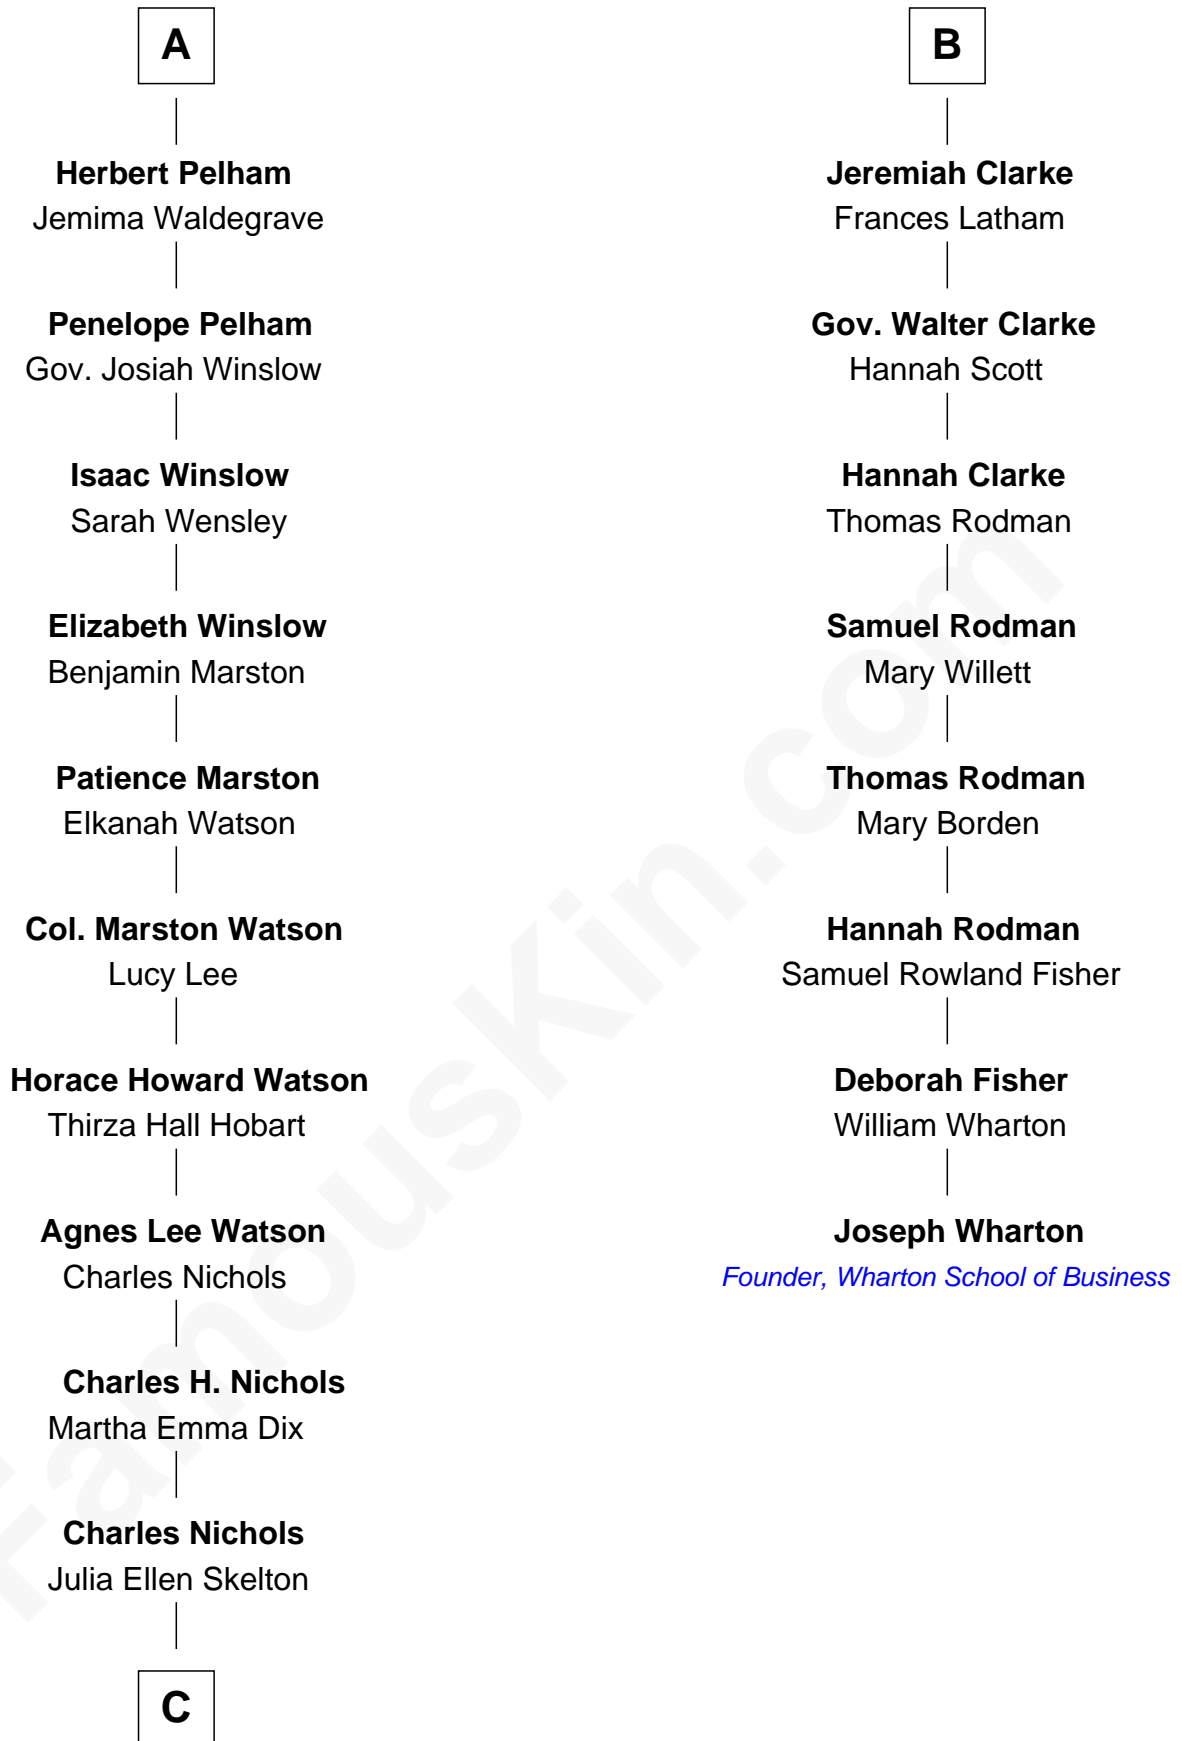 A
Herbert Pelham
Jemima Waldegrave
Penelope Pelham
Gov. Josiah Winslow
Isaac Winslow
Sarah Wensley
Elizabeth Winslow
Benjamin Marston
Patience Marston
Elkanah Watson
Col. Marston Watson
Lucy Lee
Horace Howard Watson
Thirza Hall Hobart
Agnes Lee Watson
Charles Nichols
Charles H. Nichols
Martha Emma Dix
Charles Nichols
Julia Ellen Skelton
C
B
Jeremiah Clarke
Frances Latham
Gov. Walter Clarke
Hannah Scott
Hannah Clarke
Thomas Rodman
Samuel Rodman
Mary Willett
Thomas Rodman
Mary Borden
Hannah Rodman
Samuel Rowland Fisher
Deborah Fisher
William Wharton
Joseph Wharton
Founder, Wharton School of Business
FamousKin.com